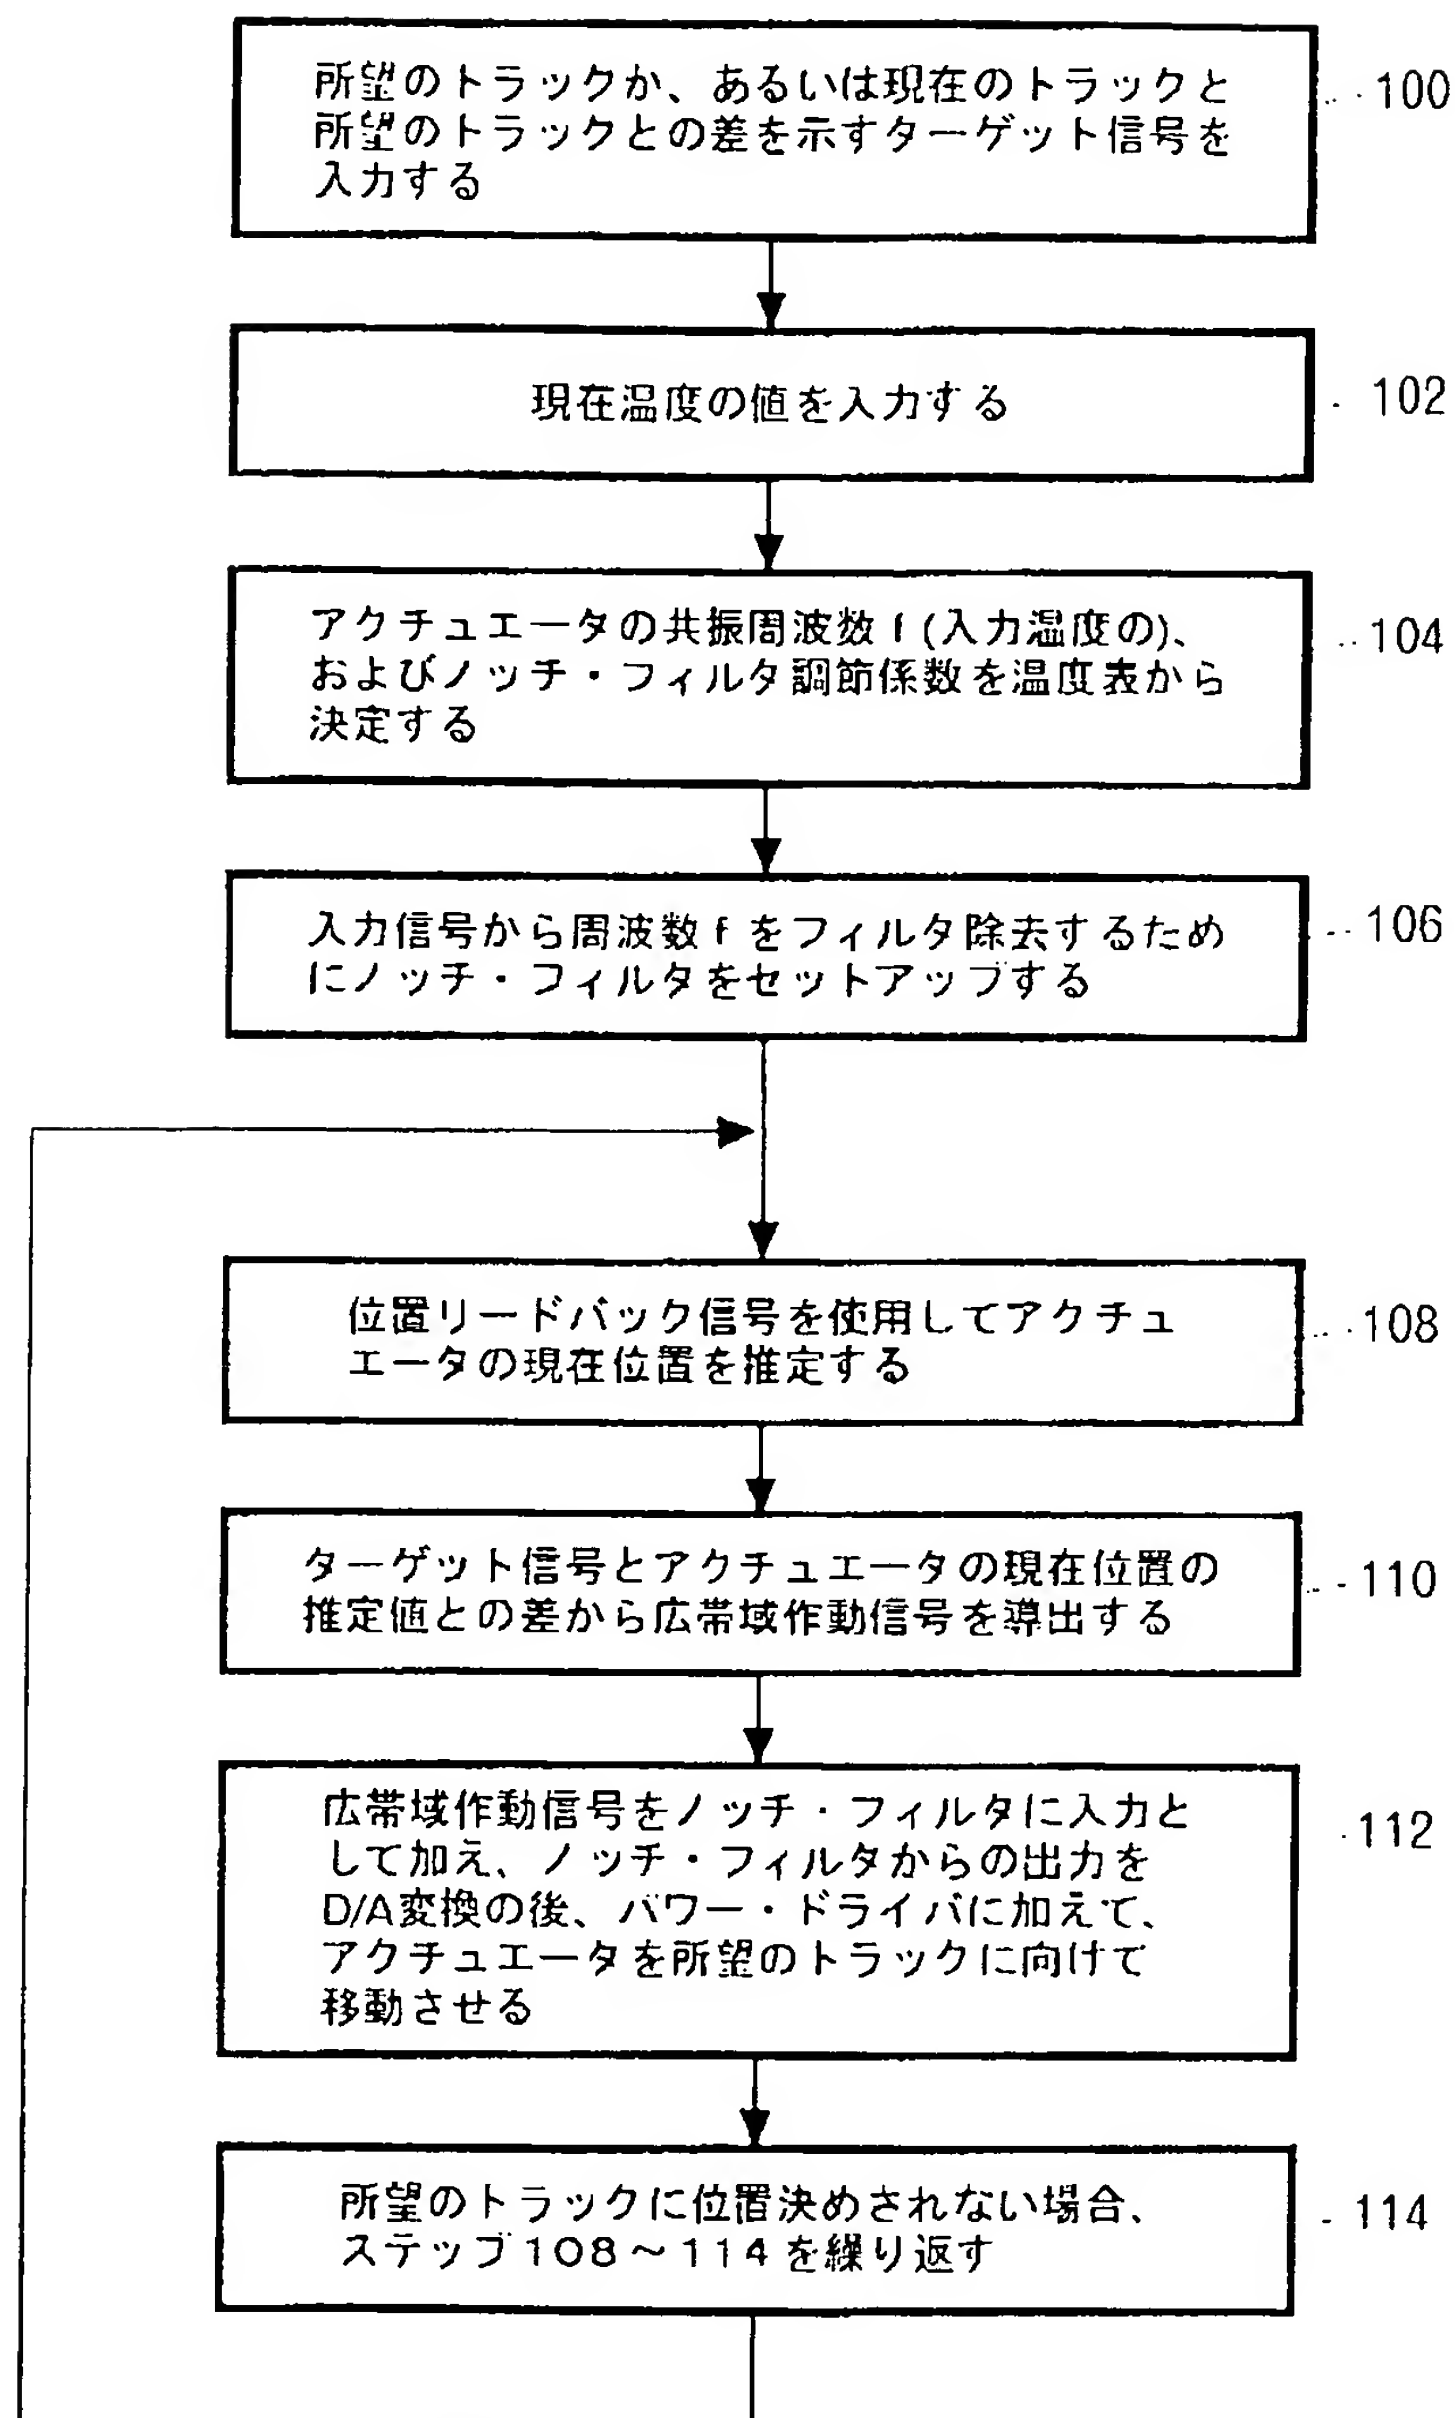 所望のトラックか、あるいは現在のトラックと
所望のトラックとの差を示すターゲット信号を
入力する
100
現在温度の値を入力する
102
アクチュエータの共振周波数 f (入力温度の)、
およびノッチ・フィルタ調節係数を温度表から
決定する
104
入力信号から周波数 f をフィルタ除去するため
にノッチ・フィルタをセットアップする
106
位置リードバック信号を使用してアクチュ
エータの現在位置を推定する
108
ターゲット信号とアクチュエータの現在位置の
推定値との差から広帯域作動信号を導出する
110
広帯域作動信号をノッチ・フィルタに入力と
して加え、ノッチ・フィルタからの出力を
D/A変換の後、パワー・ドライバに加えて、
アクチュエータを所望のトラックに向けて
移動させる
112
所望のトラックに位置決めされない場合、
ステップ108～114を繰り返す
114